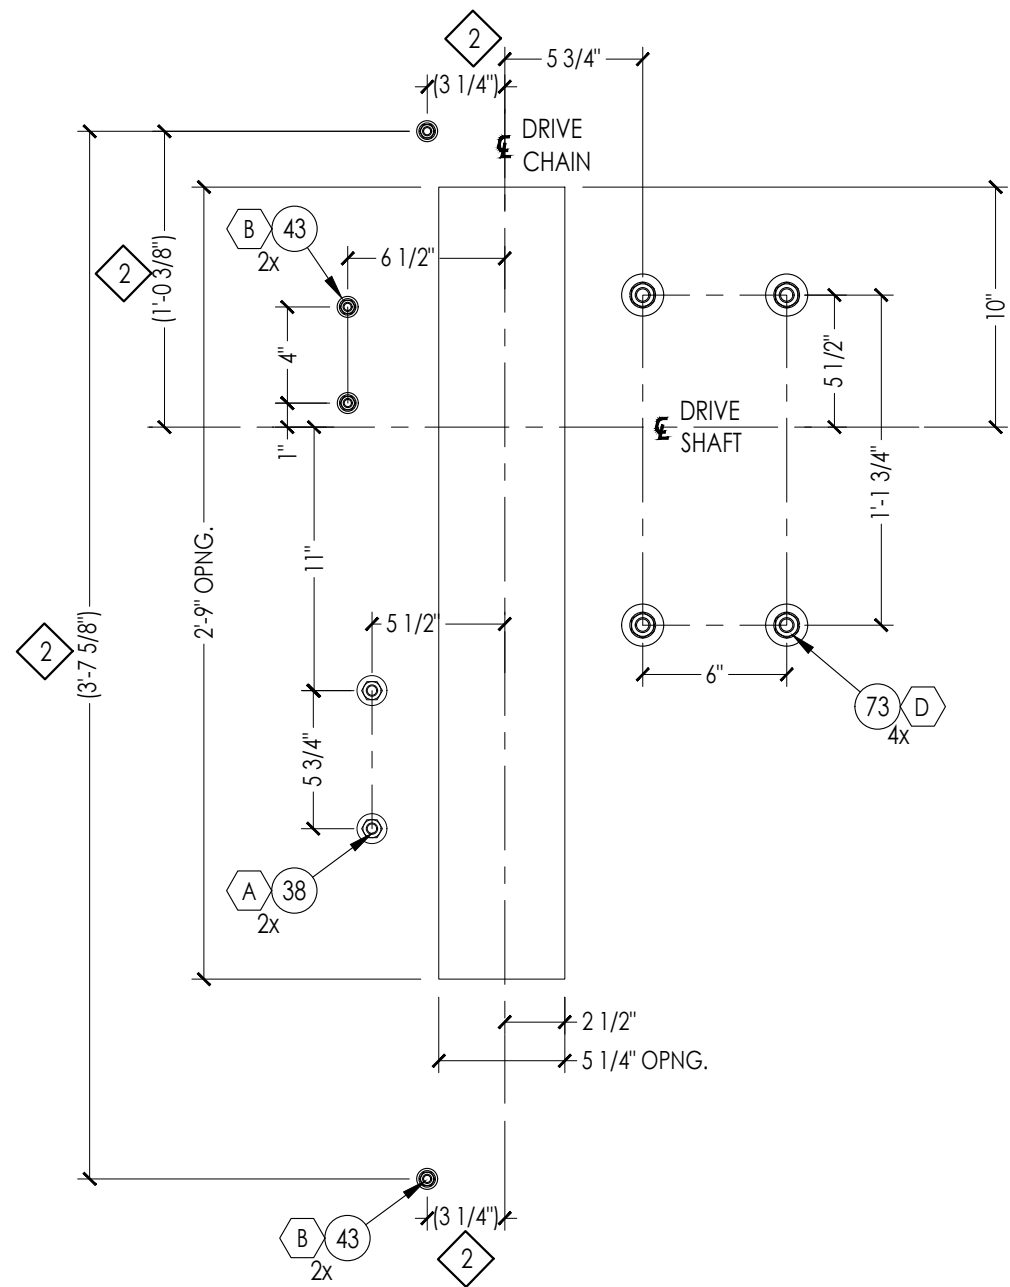 2
5 3/4"
(3 1/4")
DRIVE
CHAIN
B 43
2x
6 1/2"
2
(1'-0 3/8")
10"
4"
5 1/2"
DRIVE
SHAFT
1"
1'-1 3/4"
2'-9" OPNG.
11"
5 1/2"
2
(3'-7 5/8")
6"
73 D
4x
5 3/4"
A 38
2x
2 1/2"
5 1/4" OPNG.
(3 1/4")
B 43
2x
2